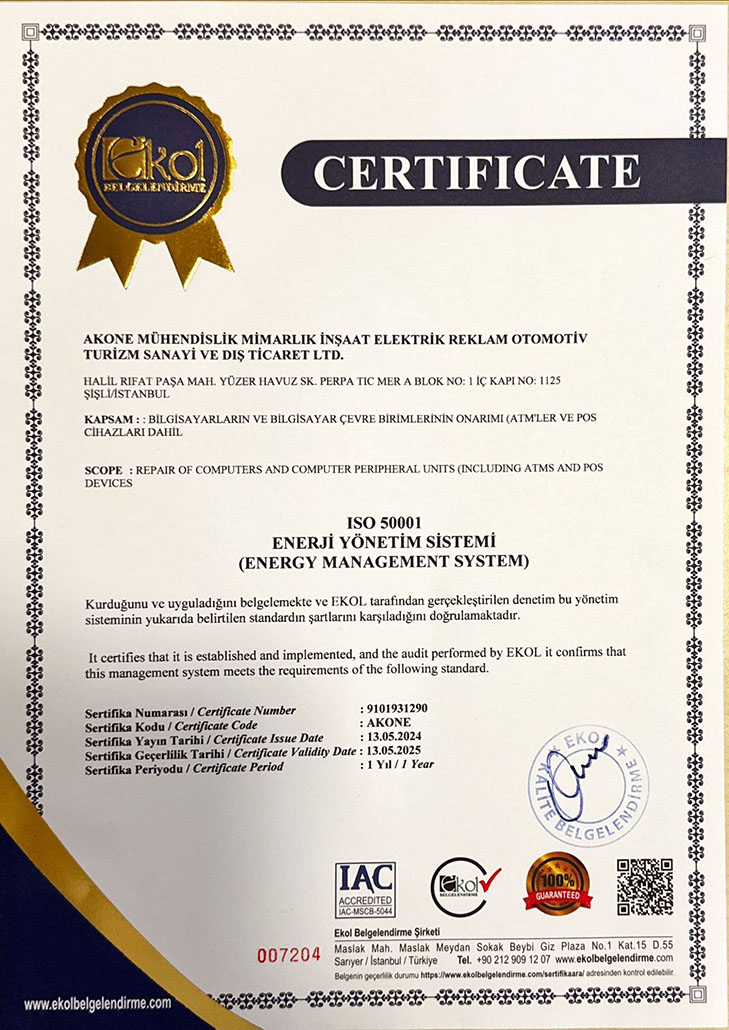 Ekol
BELGELENDİRME
CERTIFICATE
AKONE MÜHENDİSLİK MİMARLIK İNŞAAT ELEKTRİK REKLAM OTOMOTİV
TURİZM SANAYİ VE DIŞ TİCARET LTD.
HALİL RIFAT PAŞA MAH. YÜZER HAVUZ SK. PERPA TIC MER A BLOK NO: 1 İÇ KAPI NO: 1125
ŞİŞLİ/İSTANBUL
KAPSAM : : BİLGİSAYARLARIN VE BİLGİSAYAR ÇEVRE BİRİMLERİNİN ONARIMI (ATM'LER VE POS
CİHAZLARI DAHİL
SCOPE : REPAIR OF COMPUTERS AND COMPUTER PERIPHERAL UNITS (INCLUDING ATMS AND POS
DEVICES
ISO 50001
ENERJİ YÖNETİM SİSTEMİ
(ENERGY MANAGEMENT SYSTEM)
Kurduğunu ve uyguladığını belgelemekte ve EKOL tarafından gerçekleştirilen denetim bu yönetim
sisteminin yukarıda belirtilen standardın şartlarını karşıladığını doğrulamaktadır.
It certifies that it is established and implemented, and the audit performed by EKOL it confirms that
this management system meets the requirements of the following standard.
Sertifika Numarası / Certificate Number : 9101931290
Sertifika Kodu / Certificate Code : AKONE
Sertifika Yayın Tarihi / Certificate Issue Date : 13.05.2024
Sertifika Geçerlilik Tarihi / Certificate Validity Date : 13.05.2025
Sertifika Periyodu / Certificate Period : 1 Yıl / 1 Year
EKOL
KALİTE BELGELENDİRME
IAC
ACCREDITED
IAC-MSCB-5044
Ekol
BELGELENDİRME
100%
GUARANTEED
Ekol Belgelendirme Şirketi
Maslak Mah. Maslak Meydan Sokak Beybi Giz Plaza No.1 Kat.15 D.55
Sarıyer / İstanbul / Türkiye Tel. +90 212 909 12 07 www.ekolbelgelendirme.com
Belgenin geçerlilik durumu https://www.ekolbelgelendirme.com/sertifikaara/ adresinden kontrol edilebilir.
007204
www.ekolbelgelendirme.com